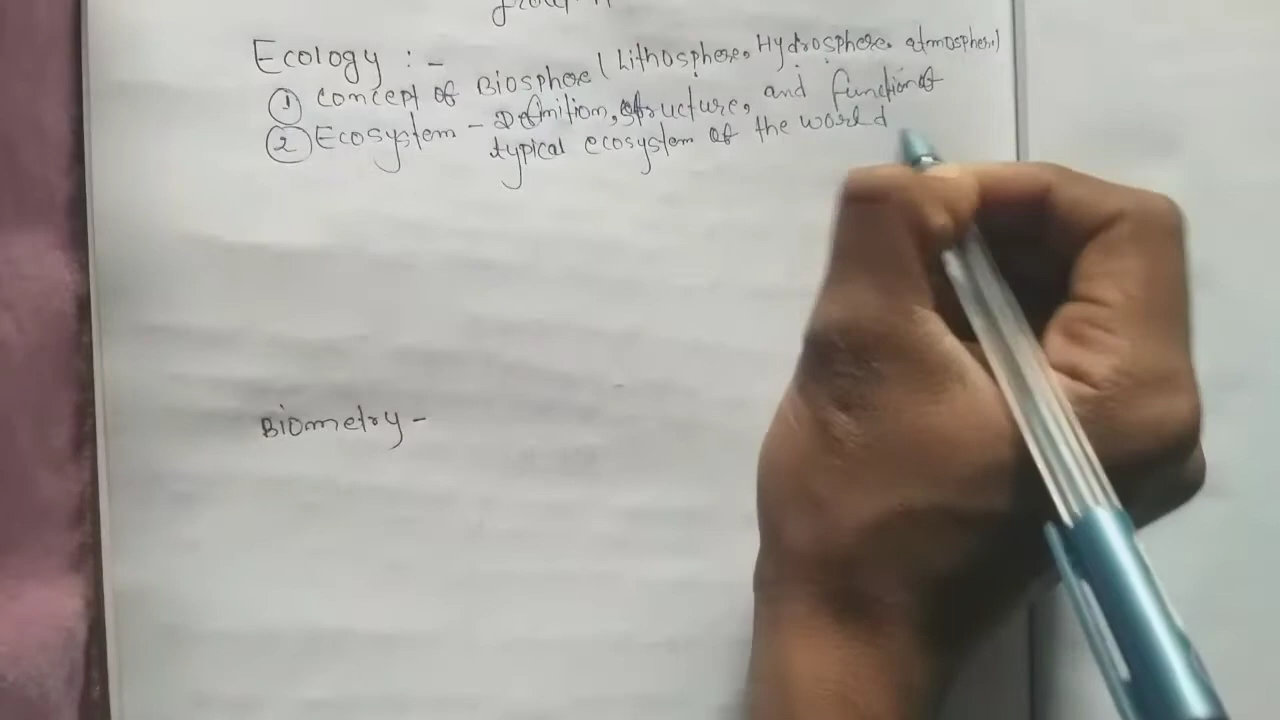 Ecology : -
① concept of Biosphere (Lithosphere, Hydrosphere, atmosphere)
② Ecosystem - Definition, structure, and function of
typical ecosystem of the world
Biometry -